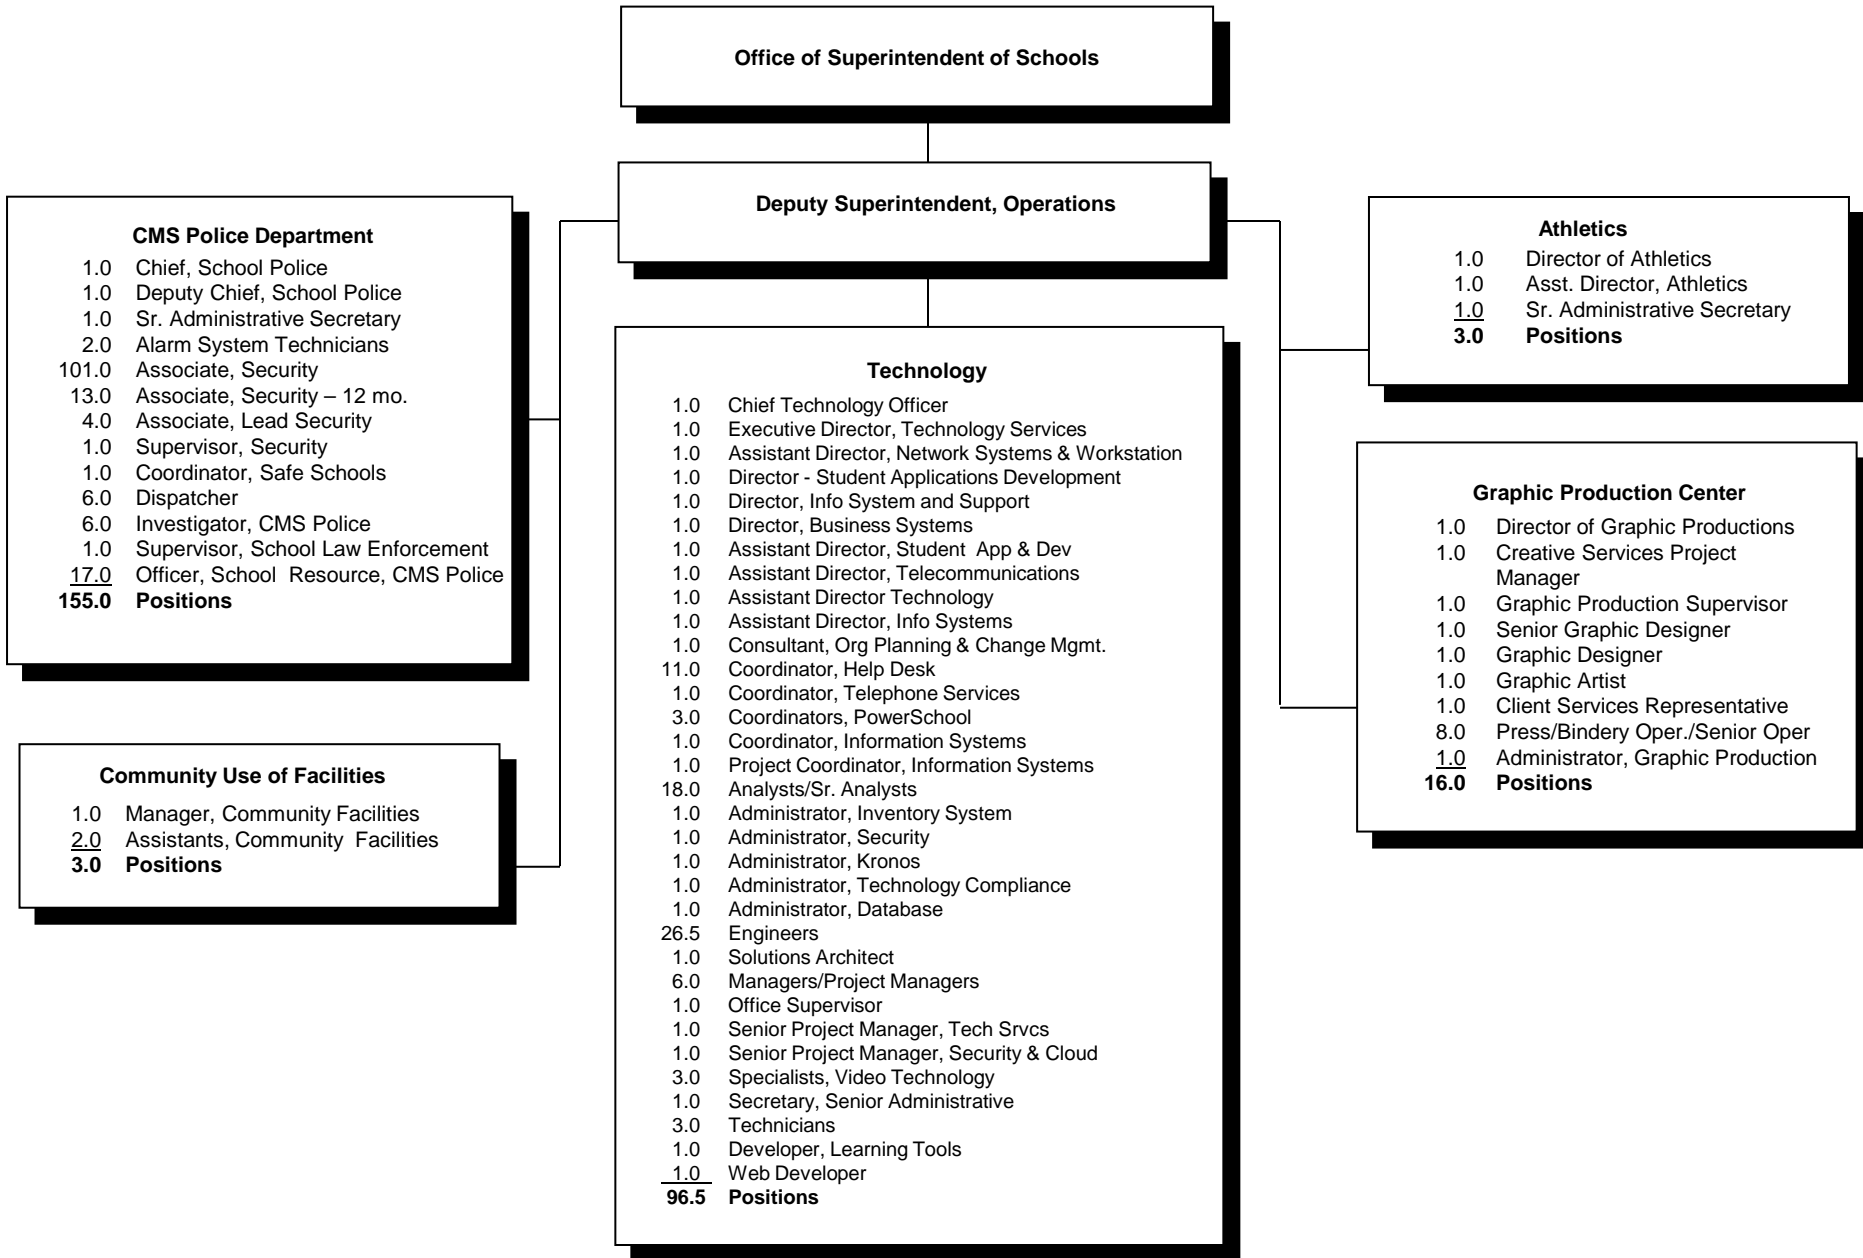 Office of Superintendent of Schools
Deputy Superintendent, Operations
CMS Police Department
1.0 Chief, School Police
1.0 Deputy Chief, School Police
1.0 Sr. Administrative Secretary
2.0 Alarm System Technicians
101.0 Associate, Security
13.0 Associate, Security – 12 mo.
4.0 Associate, Lead Security
1.0 Supervisor, Security
1.0 Coordinator, Safe Schools
6.0 Dispatcher
6.0 Investigator, CMS Police
1.0 Supervisor, School Law Enforcement
17.0 Officer, School Resource, CMS Police
155.0 Positions
Community Use of Facilities
1.0 Manager, Community Facilities
2.0 Assistants, Community Facilities
3.0 Positions
Technology
1.0 Chief Technology Officer
1.0 Executive Director, Technology Services
1.0 Assistant Director, Network Systems & Workstation
1.0 Director - Student Applications Development
1.0 Director, Info System and Support
1.0 Director, Business Systems
1.0 Assistant Director, Student App & Dev
1.0 Assistant Director, Telecommunications
1.0 Assistant Director Technology
1.0 Assistant Director, Info Systems
1.0 Consultant, Org Planning & Change Mgmt.
11.0 Coordinator, Help Desk
1.0 Coordinator, Telephone Services
3.0 Coordinators, PowerSchool
1.0 Coordinator, Information Systems
1.0 Project Coordinator, Information Systems
18.0 Analysts/Sr. Analysts
1.0 Administrator, Inventory System
1.0 Administrator, Security
1.0 Administrator, Kronos
1.0 Administrator, Technology Compliance
1.0 Administrator, Database
26.5 Engineers
1.0 Solutions Architect
6.0 Managers/Project Managers
1.0 Office Supervisor
1.0 Senior Project Manager, Tech Srvcs
1.0 Senior Project Manager, Security & Cloud
3.0 Specialists, Video Technology
1.0 Secretary, Senior Administrative
3.0 Technicians
1.0 Developer, Learning Tools
1.0 Web Developer
96.5 Positions
Athletics
1.0 Director of Athletics
1.0 Asst. Director, Athletics
1.0 Sr. Administrative Secretary
3.0 Positions
Graphic Production Center
1.0 Director of Graphic Productions
1.0 Creative Services Project
Manager
1.0 Graphic Production Supervisor
1.0 Senior Graphic Designer
1.0 Graphic Designer
1.0 Graphic Artist
1.0 Client Services Representative
8.0 Press/Bindery Oper./Senior Oper
1.0 Administrator, Graphic Production
16.0 Positions